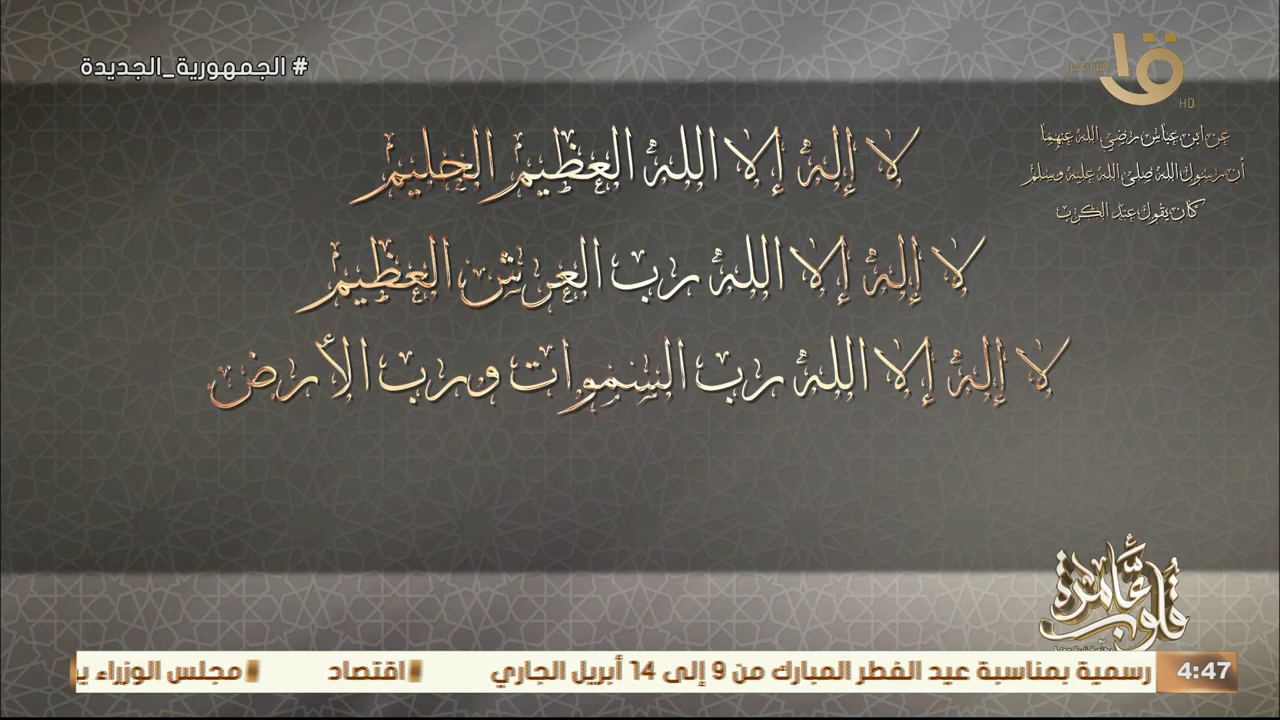 #الجمهورية_الجديدة
HD
عن ابن عباس رضي الله عنهما
أن رسول الله صلى الله عليه وسلم
كان يقول عند الكرب
لا إله إلا الله العظيم الحليم
لا إله إلا الله رب العرش العظيم
لا إله إلا الله رب السموات ورب الأرض
قلوب عامرة
4:47
رسمية بمناسبة عيد الفطر المبارك من 9 إلى 14 أبريل الجاري اقتصاد مجلس الوزراء